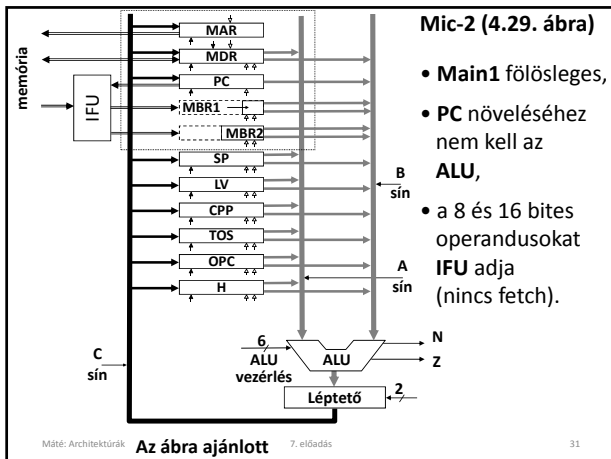 Mic-2 (4.29. ábra)
• Main1 fölösleges,
• PC növeléséhez
nem kell az
ALU,
• a 8 és 16 bites
operandusokat
IFU adja
(nincs fetch).
memória
IFU
MAR
MDR
PC
MBR1
MBR2
SP
LV
CPP
TOS
OPC
H
B
sín
A
sín
C
sín
6
ALU
vezérlés
ALU
N
Z
Léptető
2
Máté: Architektúrák
Az ábra ajánlott
7. előadás
31